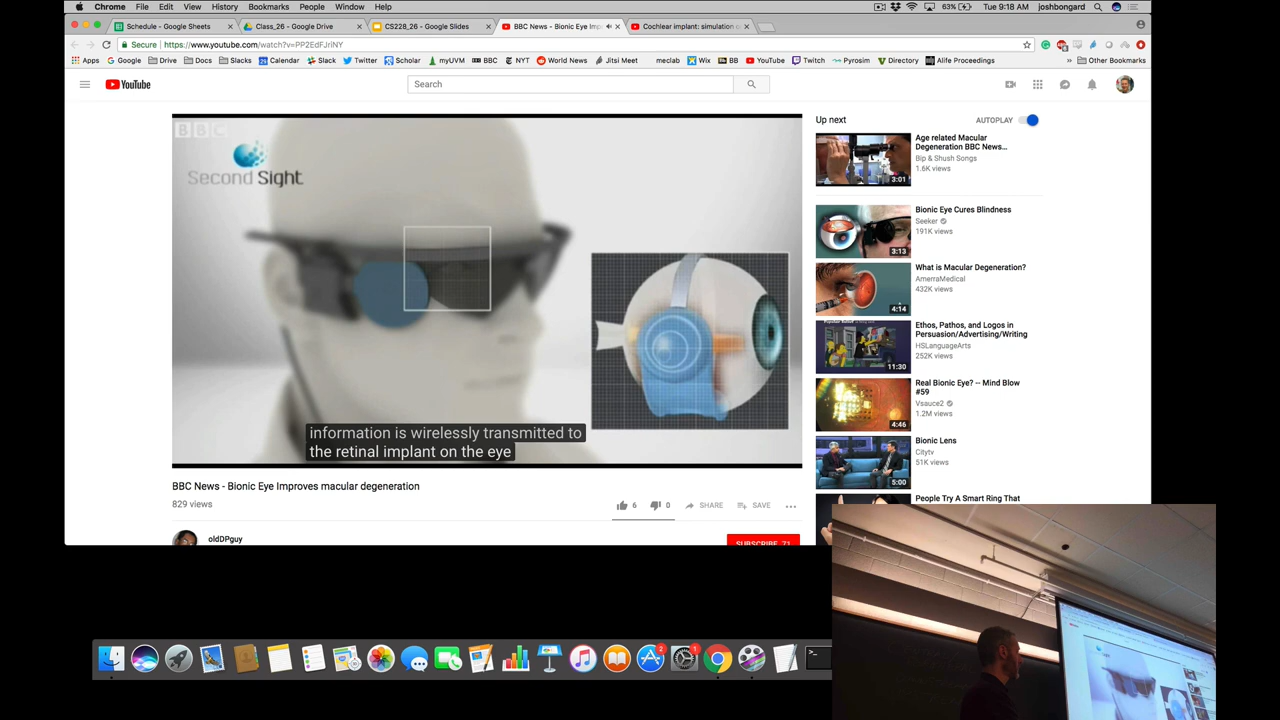 Chrome File Edit View History Bookmarks People Window Help
63% Tue 9:18 AM joshbongard
Schedule - Google Sheets
Class_26 - Google Drive
CS228_26 - Google Slides
BBC News - Bionic Eye Imp
Cochlear implant: simulation o
Secure https://www.youtube.com/watch?v=PP2EdFJriNY
Apps Google Drive Docs Slacks Calendar Slack Twitter Scholar myUVM BBC NYT World News Jitsi Meet meclab Wix BB YouTube Twitch Pyrosim Directory Alife Proceedings » Other Bookmarks
YouTube
Search
BBC
Second Sight
information is wirelessly transmitted to
the retinal implant on the eye
BBC News - Bionic Eye Improves macular degeneration
829 views
6 0 SHARE SAVE
oldDPguy
SUBSCRIBE 71
Up next AUTOPLAY
Age related Macular
Degeneration BBC News...
Bip & Shush Songs
1.6K views
3:01
Bionic Eye Cures Blindness
Seeker
191K views
3:13
What is Macular Degeneration?
AmerraMedical
432K views
4:14
Ethos, Pathos, and Logos in
Persuasion/Advertising/Writing
HSLanguageArts
252K views
11:30
Real Bionic Eye? -- Mind Blow
#59
Vsauce2
1.2M views
4:46
Bionic Lens
Citytv
51K views
5:00
People Try A Smart Ring That
2
1